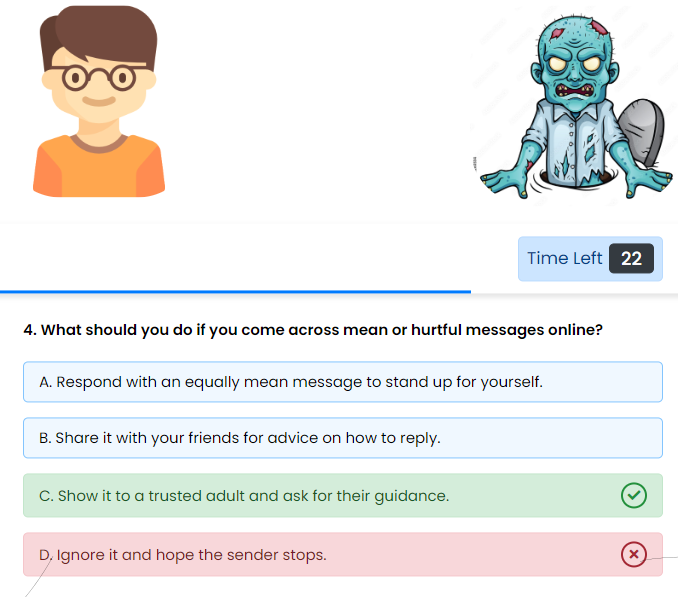 Time Left 22
4. What should you do if you come across mean or hurtful messages online?
A. Respond with an equally mean message to stand up for yourself.
B. Share it with your friends for advice on how to reply.
C. Show it to a trusted adult and ask for their guidance.
D. Ignore it and hope the sender stops.